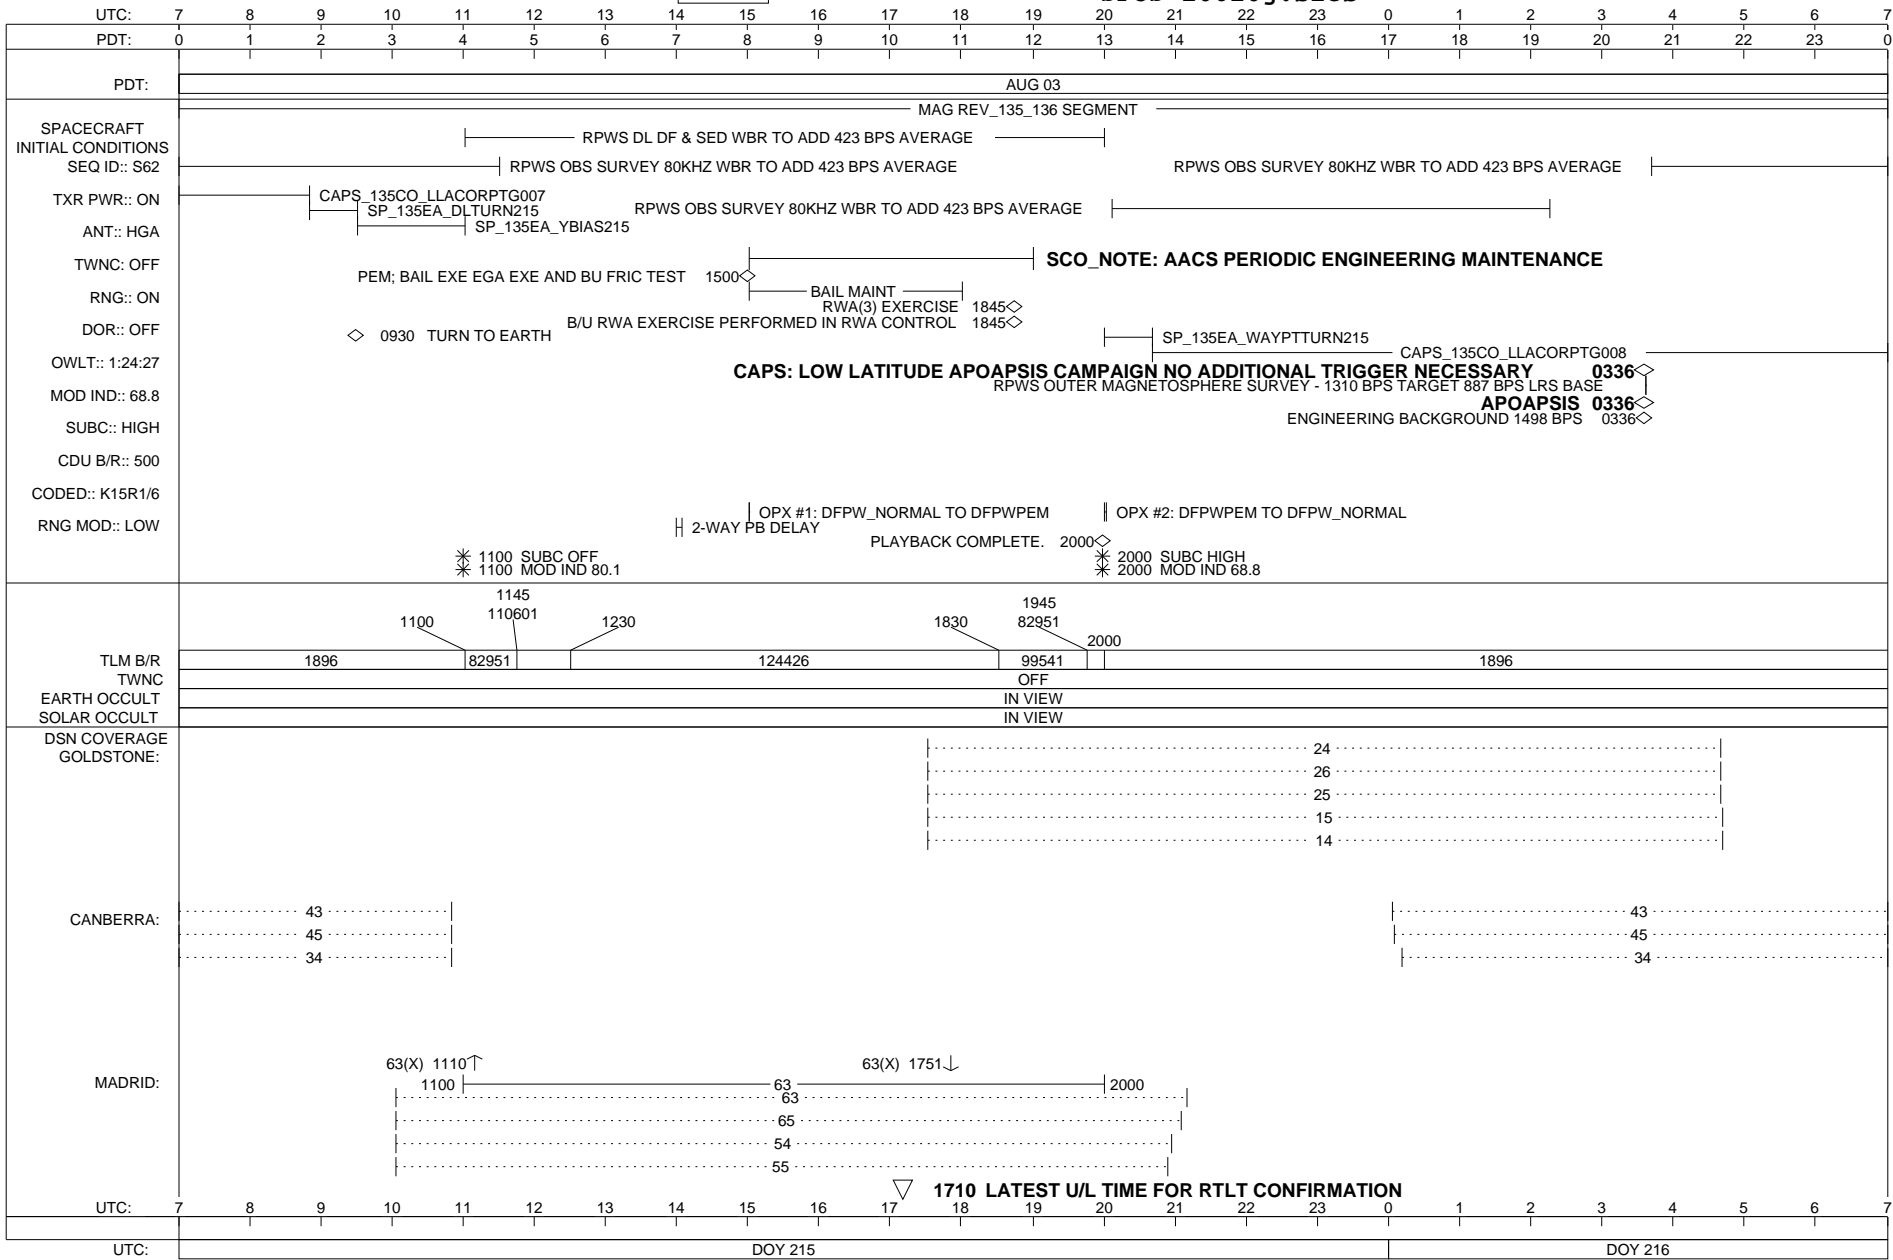 UTC: 7 8 9 10 11 12 13 14 15 16 17 18 19 20 21 22 23 0 1 2 3 4 5 6 7
PDT: 0 1 2 3 4 5 6 7 8 9 10 11 12 13 14 15 16 17 18 19 20 21 22 23 0
PDT: AUG 03
MAG REV_135_136 SEGMENT
SPACECRAFT
INITIAL CONDITIONS
RPWS DL DF & SED WBR TO ADD 423 BPS AVERAGE
SEQ ID:: S62
RPWS OBS SURVEY 80KHZ WBR TO ADD 423 BPS AVERAGE
RPWS OBS SURVEY 80KHZ WBR TO ADD 423 BPS AVERAGE
TXR PWR:: ON
CAPS_135CO_LLACORPTG007
SP_135EA_DLTURN215
RPWS OBS SURVEY 80KHZ WBR TO ADD 423 BPS AVERAGE
SP_135EA_YBIAS215
ANT:: HGA
TWNC: OFF
SCO_NOTE: AACS PERIODIC ENGINEERING MAINTENANCE
PEM; BAIL EXE EGA EXE AND BU FRIC TEST 1500
RNG:: ON
BAIL MAINT
RWA(3) EXERCISE 1845
B/U RWA EXERCISE PERFORMED IN RWA CONTROL 1845
DOR:: OFF
0930 TURN TO EARTH
SP_135EA_WAYPTTURN215
CAPS_135CO_LLACORPTG008
OWLT:: 1:24:27
CAPS: LOW LATITUDE APOAPSIS CAMPAIGN NO ADDITIONAL TRIGGER NECESSARY 0336
RPWS OUTER MAGNETOSPHERE SURVEY - 1310 BPS TARGET 887 BPS LRS BASE
MOD IND:: 68.8
APOAPSIS 0336
ENGINEERING BACKGROUND 1498 BPS 0336
SUBC:: HIGH
CDU B/R:: 500
CODED:: K15R1/6
OPX #1: DFPW_NORMAL TO DFPWPEM
OPX #2: DFPWPEM TO DFPW_NORMAL
RNG MOD:: LOW
2-WAY PB DELAY
PLAYBACK COMPLETE. 2000
1100 SUBC OFF
2000 SUBC HIGH
1100 MOD IND 80.1
2000 MOD IND 68.8
1145
1945
1100 110601 1230 1830 82951
2000
TLM B/R 1896 82951 124426 99541 1896
TWNC OFF
EARTH OCCULT IN VIEW
SOLAR OCCULT IN VIEW
DSN COVERAGE
GOLDSTONE:
24
26
25
15
14
CANBERRA:
43 43
45 45
34 34
63(X) 1110 63(X) 1751
MADRID:
1100 63 2000
63
65
54
55
1710 LATEST U/L TIME FOR RTLT CONFIRMATION
UTC: 7 8 9 10 11 12 13 14 15 16 17 18 19 20 21 22 23 0 1 2 3 4 5 6 7
UTC: DOY 215 DOY 216